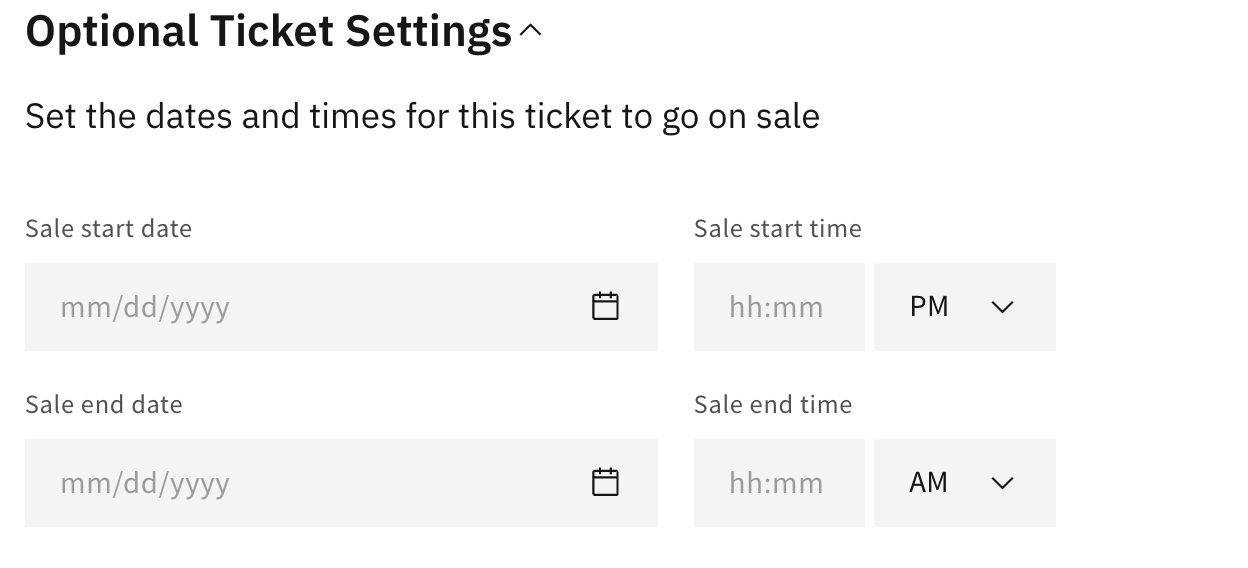 Optional Ticket Settings
Set the dates and times for this ticket to go on sale
Sale start date
Sale start time
mm/dd/yyyy
hh:mm
PM
Sale end date
Sale end time
mm/dd/yyyy
hh:mm
AM